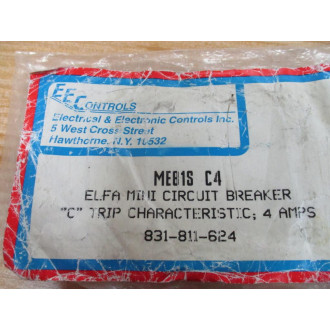 EECONTROLS
Electrical & Electronic Controls Inc.
5 West Cross Street
Hawthorne, N.Y. 10532
ME81S C4
ELFA MINI CIRCUIT BREAKER
"C" TRIP CHARACTERISTIC; 4 AMPS
831-811-624